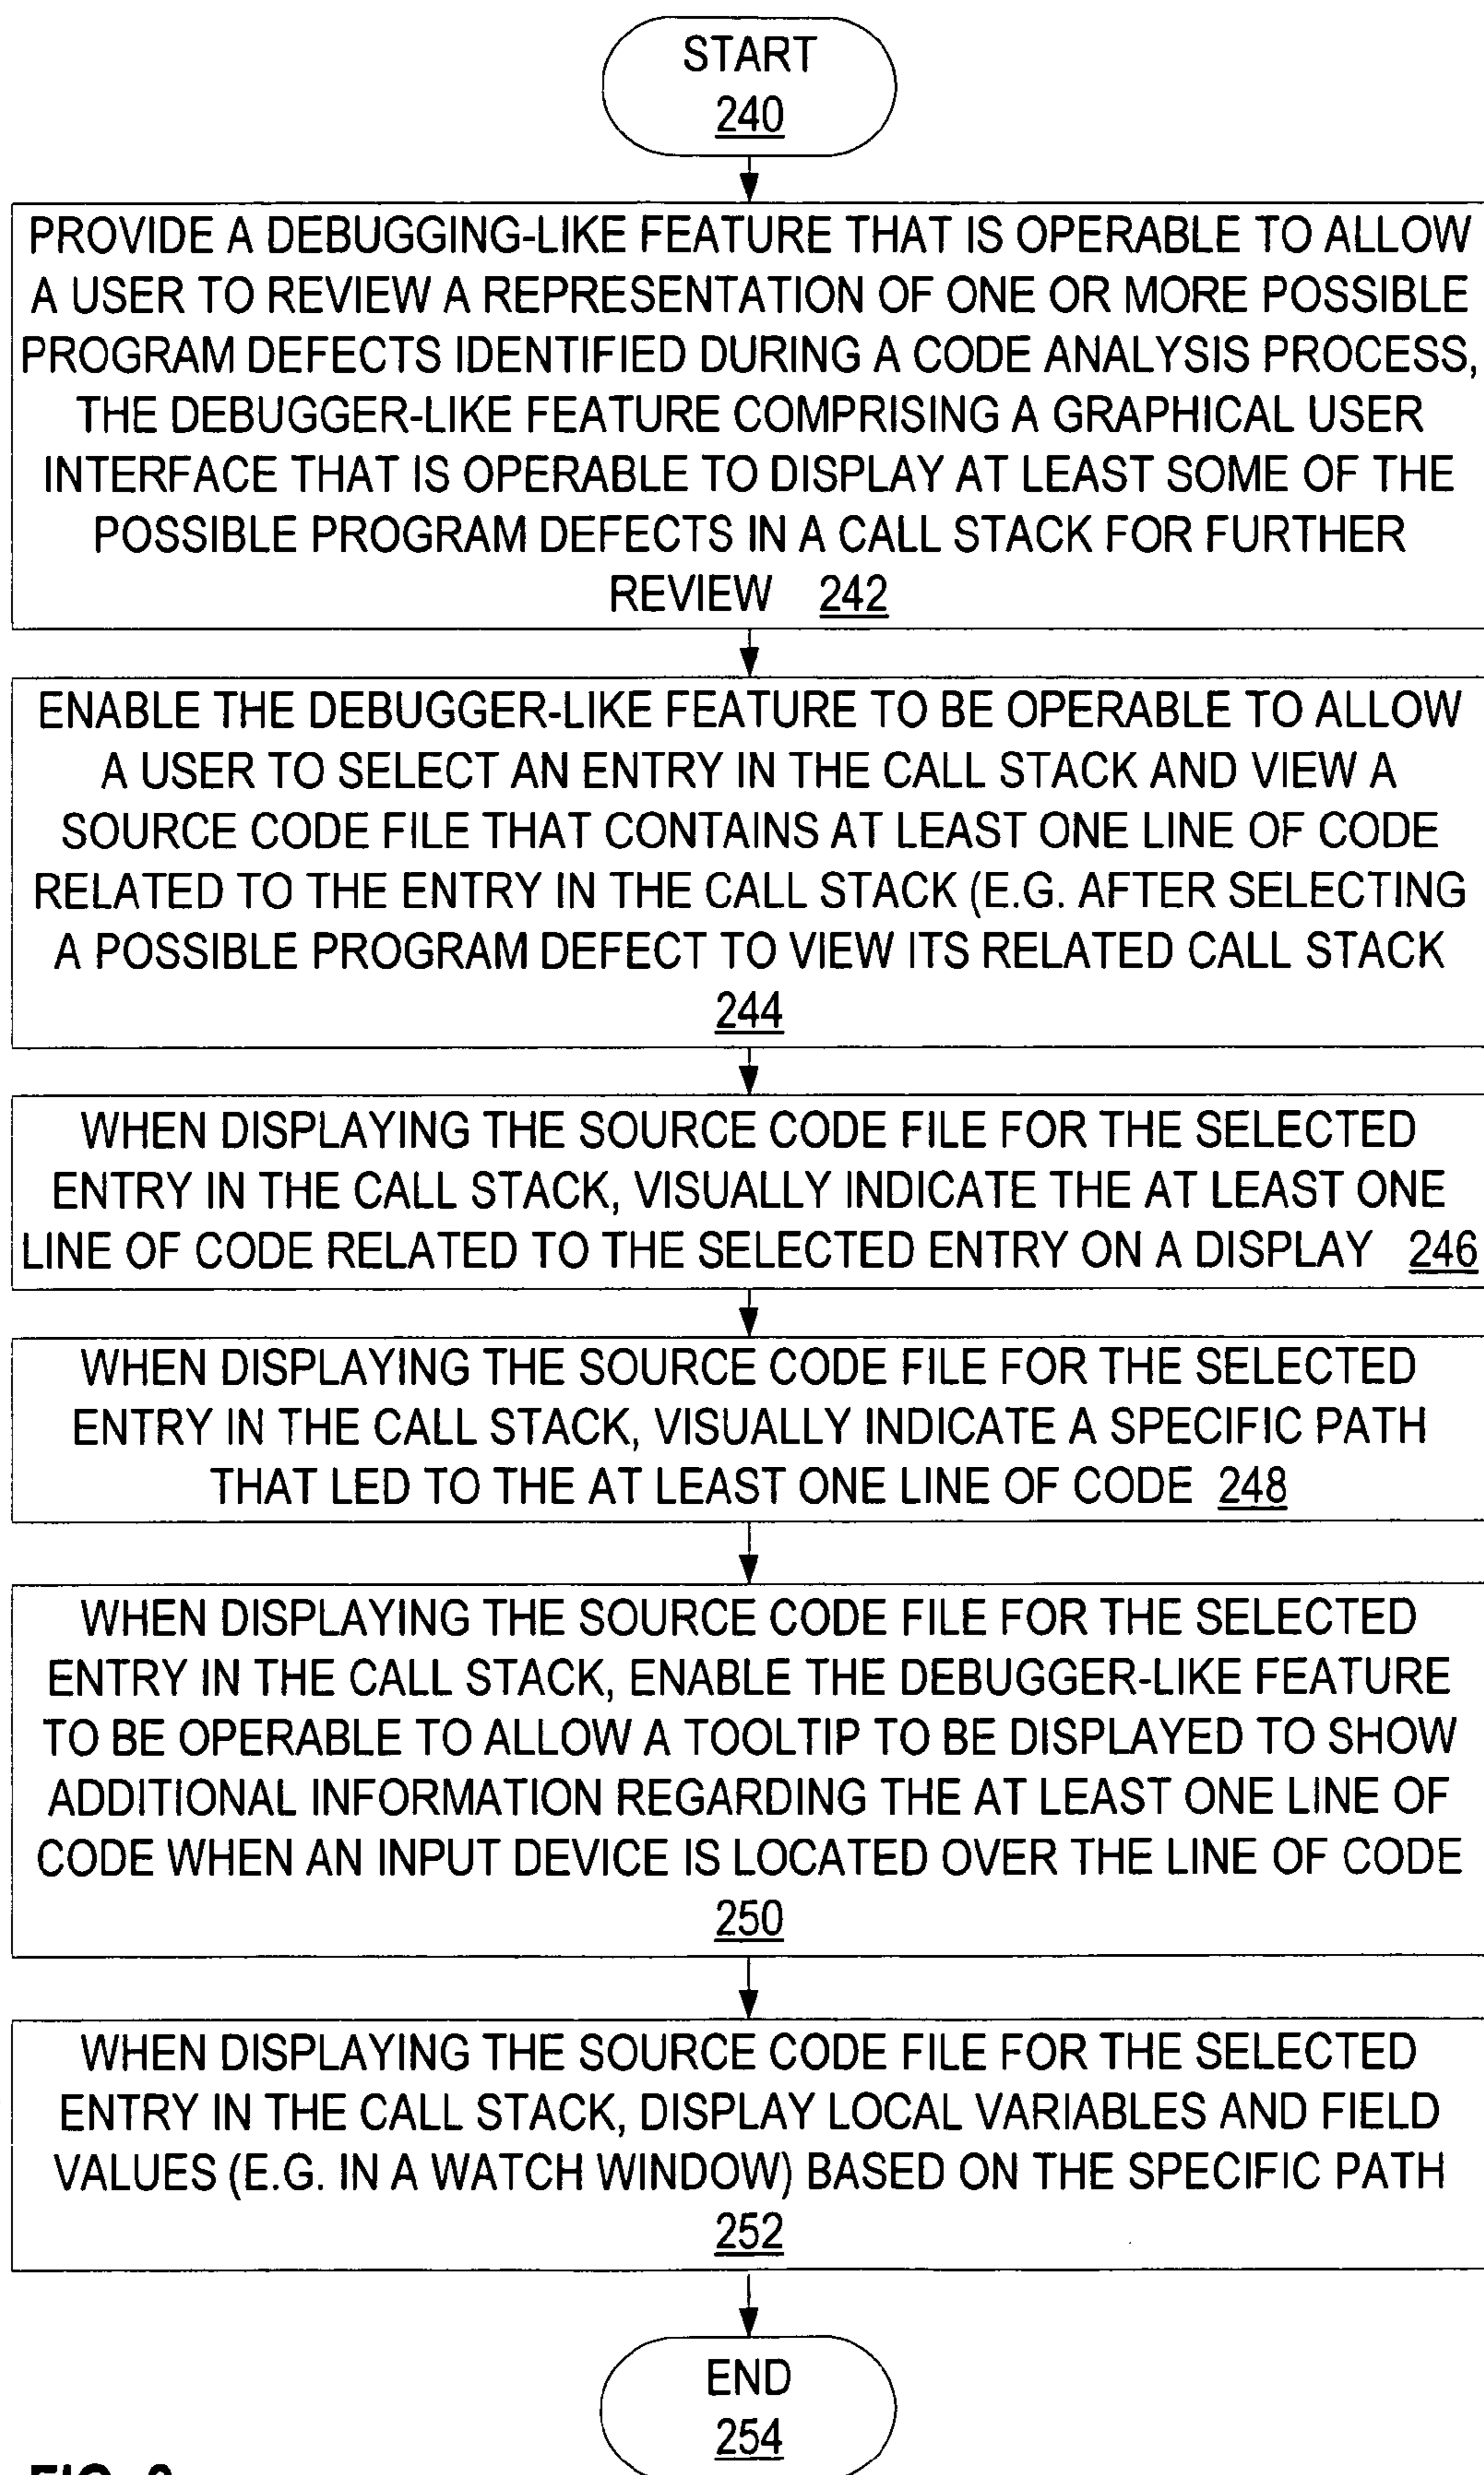 START
240
PROVIDE A DEBUGGING-LIKE FEATURE THAT IS OPERABLE TO ALLOW
A USER TO REVIEW A REPRESENTATION OF ONE OR MORE POSSIBLE
PROGRAM DEFECTS IDENTIFIED DURING A CODE ANALYSIS PROCESS,
THE DEBUGGER-LIKE FEATURE COMPRISING A GRAPHICAL USER
INTERFACE THAT IS OPERABLE TO DISPLAY AT LEAST SOME OF THE
POSSIBLE PROGRAM DEFECTS IN A CALL STACK FOR FURTHER
REVIEW 242
ENABLE THE DEBUGGER-LIKE FEATURE TO BE OPERABLE TO ALLOW
A USER TO SELECT AN ENTRY IN THE CALL STACK AND VIEW A
SOURCE CODE FILE THAT CONTAINS AT LEAST ONE LINE OF CODE
RELATED TO THE ENTRY IN THE CALL STACK (E.G. AFTER SELECTING
A POSSIBLE PROGRAM DEFECT TO VIEW ITS RELATED CALL STACK
244
WHEN DISPLAYING THE SOURCE CODE FILE FOR THE SELECTED
ENTRY IN THE CALL STACK, VISUALLY INDICATE THE AT LEAST ONE
LINE OF CODE RELATED TO THE SELECTED ENTRY ON A DISPLAY 246
WHEN DISPLAYING THE SOURCE CODE FILE FOR THE SELECTED
ENTRY IN THE CALL STACK, VISUALLY INDICATE A SPECIFIC PATH
THAT LED TO THE AT LEAST ONE LINE OF CODE 248
WHEN DISPLAYING THE SOURCE CODE FILE FOR THE SELECTED
ENTRY IN THE CALL STACK, ENABLE THE DEBUGGER-LIKE FEATURE
TO BE OPERABLE TO ALLOW A TOOLTIP TO BE DISPLAYED TO SHOW
ADDITIONAL INFORMATION REGARDING THE AT LEAST ONE LINE OF
CODE WHEN AN INPUT DEVICE IS LOCATED OVER THE LINE OF CODE
250
WHEN DISPLAYING THE SOURCE CODE FILE FOR THE SELECTED
ENTRY IN THE CALL STACK, DISPLAY LOCAL VARIABLES AND FIELD
VALUES (E.G. IN A WATCH WINDOW) BASED ON THE SPECIFIC PATH
252
END
254
FIG.